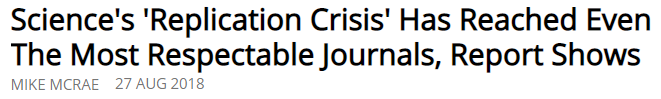 Science's 'Replication Crisis' Has Reached Even
The Most Respectable Journals, Report Shows
MIKE MCRAE 27 AUG 2018